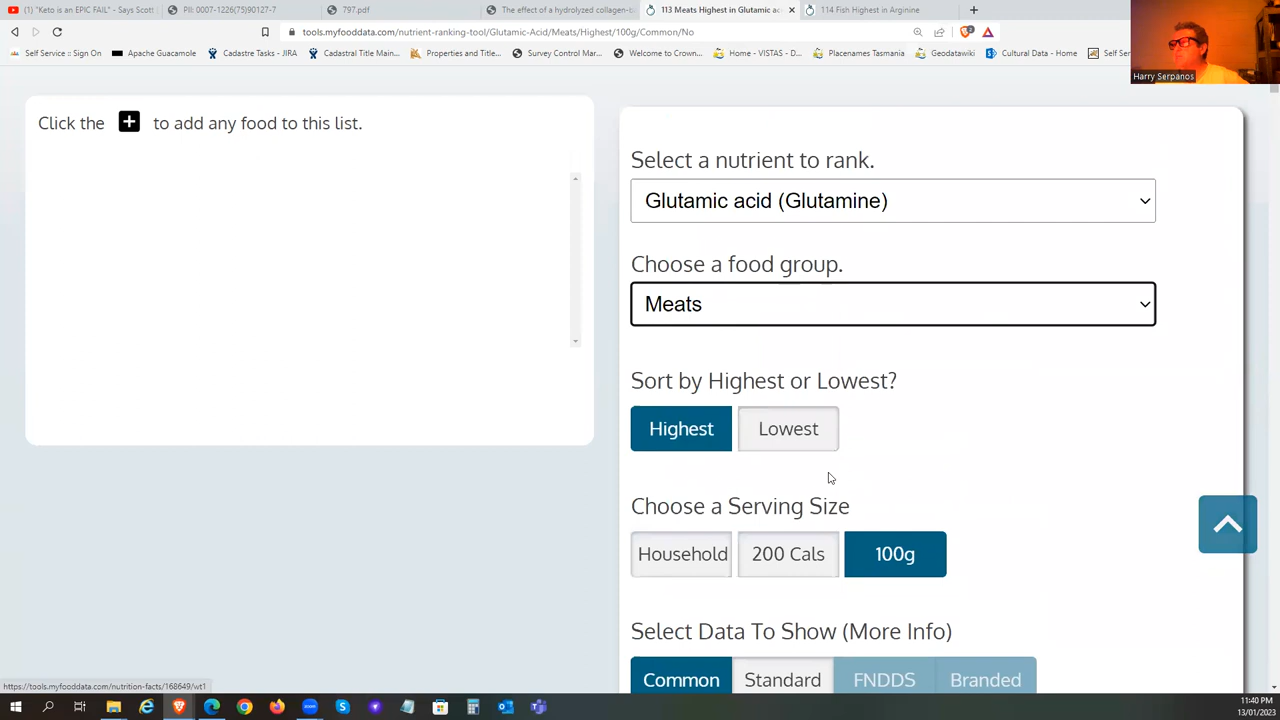 (1) "Keto is an EPIC FAIL" - Says Scott
PII: 0007-1226(75)90127-7
797.pdf
The effect of a hydrolyzed collagen-b
113 Meats Highest in Glutamic ac
114 Fish Highest in Arginine
tools.myfooddata.com/nutrient-ranking-tool/Glutamic-Acid/Meats/Highest/100g/Common/No
Self Service :: Sign On
Apache Guacamole
Cadastre Tasks - JIRA
Cadastral Title Main...
Properties and Title...
Survey Control Mar...
Welcome to Crown...
Home - VISTAS - D...
Placenames Tasmania
Geodatawiki
Cultural Data - Home
Self Serv
Harry Serpanos
Click the + to add any food to this list.
Select a nutrient to rank.
Glutamic acid (Glutamine)
Choose a food group.
Meats
Sort by Highest or Lowest?
Highest
Lowest
Choose a Serving Size
Household
200 Cals
100g
Select Data To Show (More Info)
Common
Standard
FNDDS
Branded
https://tools.myfooddata.com/nutrition-facts/168649/wt1
11:40 PM
13/01/2023